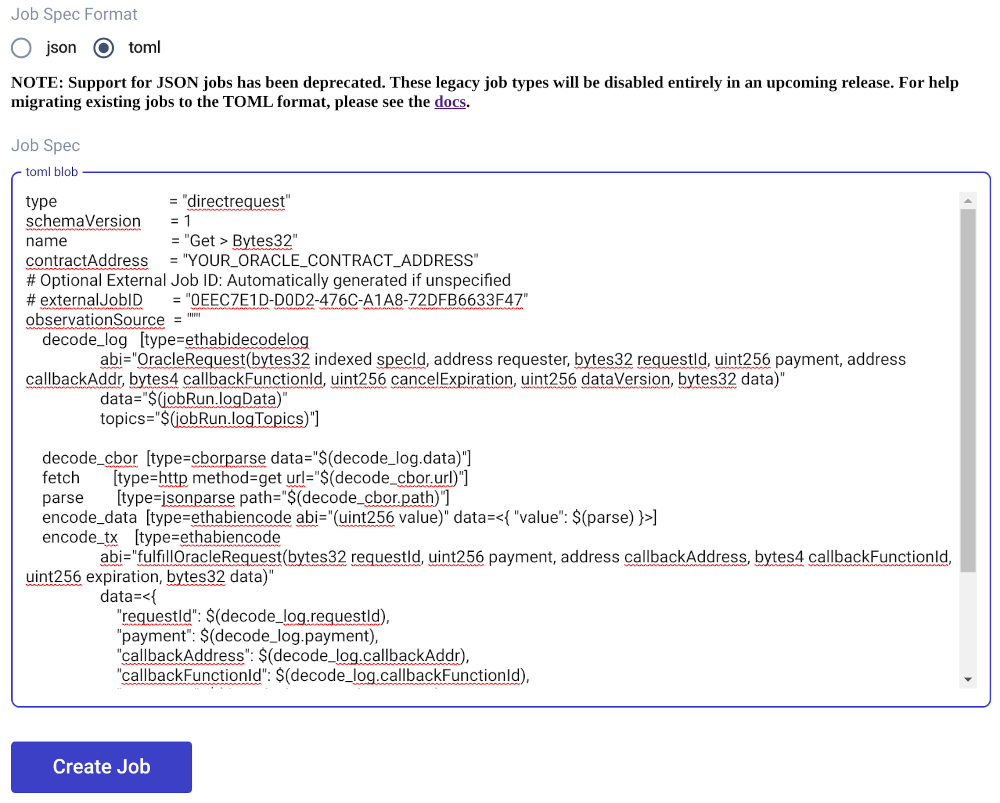 Job Spec Format
json toml
NOTE: Support for JSON jobs has been deprecated. These legacy job types will be disabled entirely in an upcoming release. For help
migrating existing jobs to the TOML format, please see the docs.
Job Spec
toml blob
type = "directrequest"
schemaVersion = 1
name = "Get > Bytes32"
contractAddress = "YOUR_ORACLE_CONTRACT_ADDRESS"
# Optional External Job ID: Automatically generated if unspecified
# externalJobID = "0EEC7E1D-D0D2-476C-A1A8-72DFB6633F47"
observationSource = """
decode_log [type=ethabidecodelog
abi="OracleRequest(bytes32 indexed specId, address requester, bytes32 requestId, uint256 payment, address
callbackAddr, bytes4 callbackFunctionId, uint256 cancelExpiration, uint256 dataVersion, bytes32 data)"
data="$(jobRun.logData)"
topics="$(jobRun.logTopics)"]
decode_cbor [type=cborparse data="$(decode_log.data)"]
fetch [type=http method=get url="$(decode_cbor.url)"]
parse [type=jsonparse path="$(decode_cbor.path)"]
encode_data [type=ethabiencode abi="(uint256 value)" data=<{ "value": $(parse) }>]
encode_tx [type=ethabiencode
abi="fulfillOracleRequest(bytes32 requestId, uint256 payment, address callbackAddress, bytes4 callbackFunctionId,
uint256 expiration, bytes32 data)"
data=<{
"requestId": $(decode_log.requestId),
"payment": $(decode_log.payment),
"callbackAddress": $(decode_log.callbackAddr),
"callbackFunctionId": $(decode_log.callbackFunctionId),
Create Job